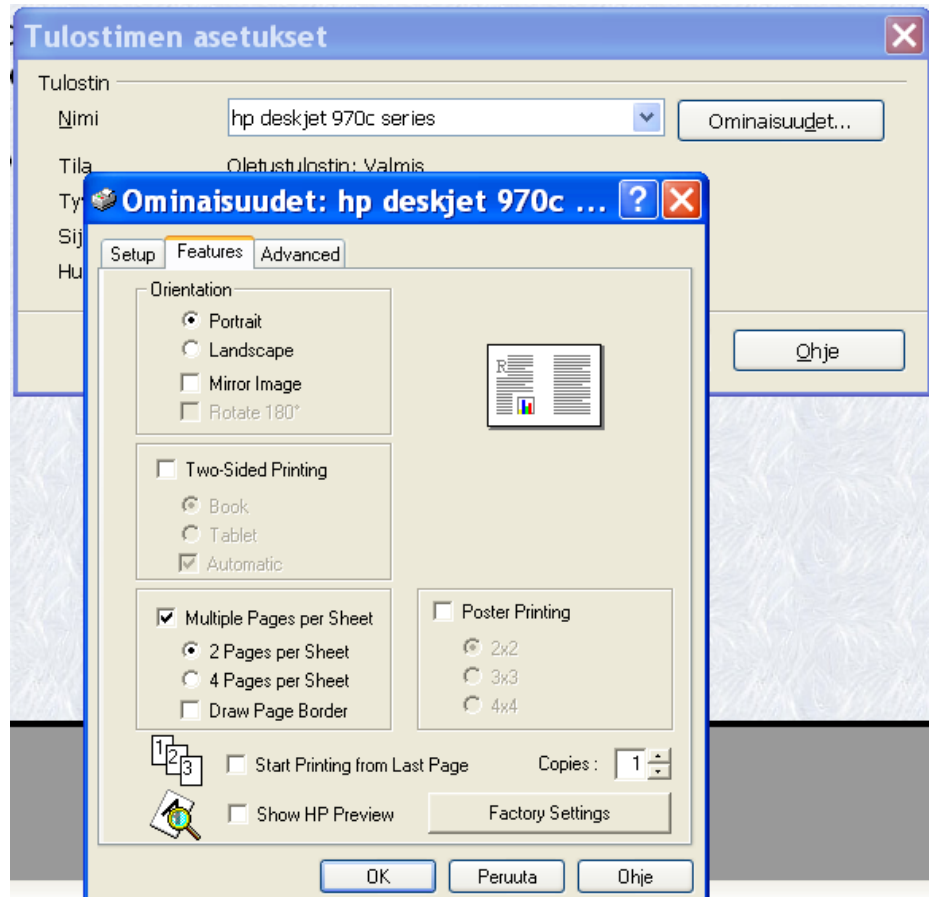 Tulostimen asetukset
Tulostin
Nimi hp deskjet 970c series Ominaisuudet...
Tila Oletustulostin: Valmis
Ominaisuudet: hp deskjet 970c ...
Setup Features Advanced
Orientation
Portrait
Landscape
Mirror Image
Rotate 180°
R
Two-Sided Printing
Book
Tablet
Automatic
Multiple Pages per Sheet
2 Pages per Sheet
4 Pages per Sheet
Draw Page Border
Poster Printing
2x2
3x3
4x4
1 2 3
Start Printing from Last Page
Copies : 1
Show HP Preview
Factory Settings
OK Peruuta Ohje
Ohje